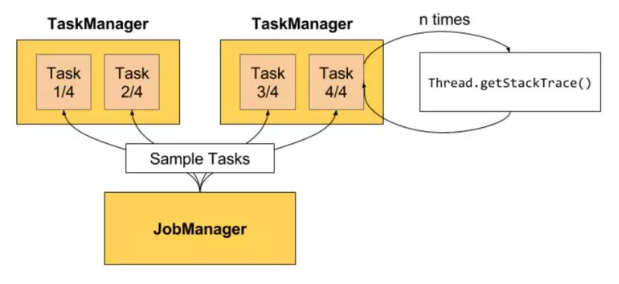 TaskManager
TaskManager
n times
Task
1/4
Task
2/4
Task
3/4
Task
4/4
Thread.getStackTrace()
Sample Tasks
JobManager